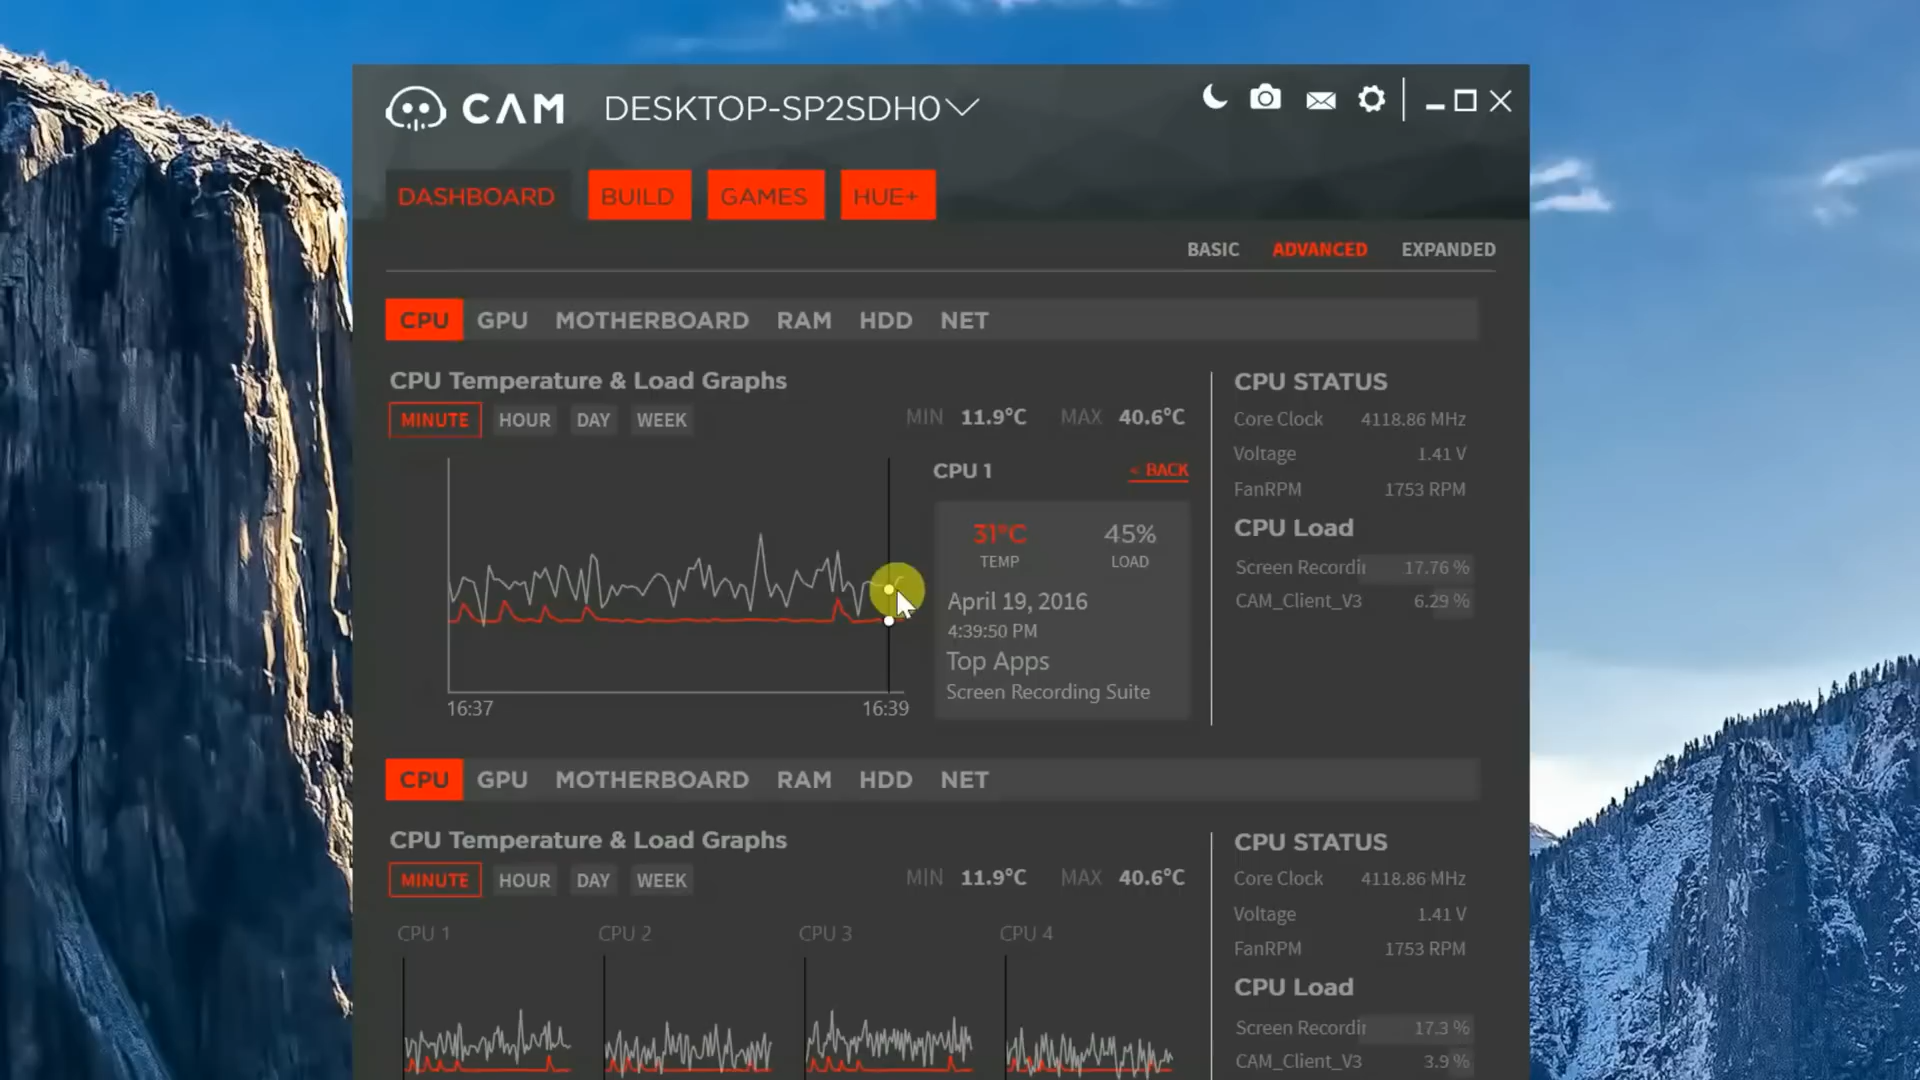 CAM DESKTOP-SP2SDH0
DASHBOARD BUILD GAMES HUE+
BASIC ADVANCED EXPANDED
CPU GPU MOTHERBOARD RAM HDD NET
CPU Temperature & Load Graphs
MINUTE HOUR DAY WEEK
MIN 11.9°C MAX 40.6°C
CPU 1 < BACK
31°C 45%
TEMP LOAD
April 19, 2016
4:39:50 PM
Top Apps
Screen Recording Suite
16:37 16:39
CPU STATUS
Core Clock 4118.86 MHz
Voltage 1.41 V
FanRPM 1753 RPM
CPU Load
Screen Recordi 17.76 %
CAM_Client_V3 6.29 %
CPU GPU MOTHERBOARD RAM HDD NET
CPU Temperature & Load Graphs
MINUTE HOUR DAY WEEK
MIN 11.9°C MAX 40.6°C
CPU 1 CPU 2 CPU 3 CPU 4
CPU STATUS
Core Clock 4118.86 MHz
Voltage 1.41 V
FanRPM 1753 RPM
CPU Load
Screen Recordi 17.3 %
CAM_Client_V3 3.9 %